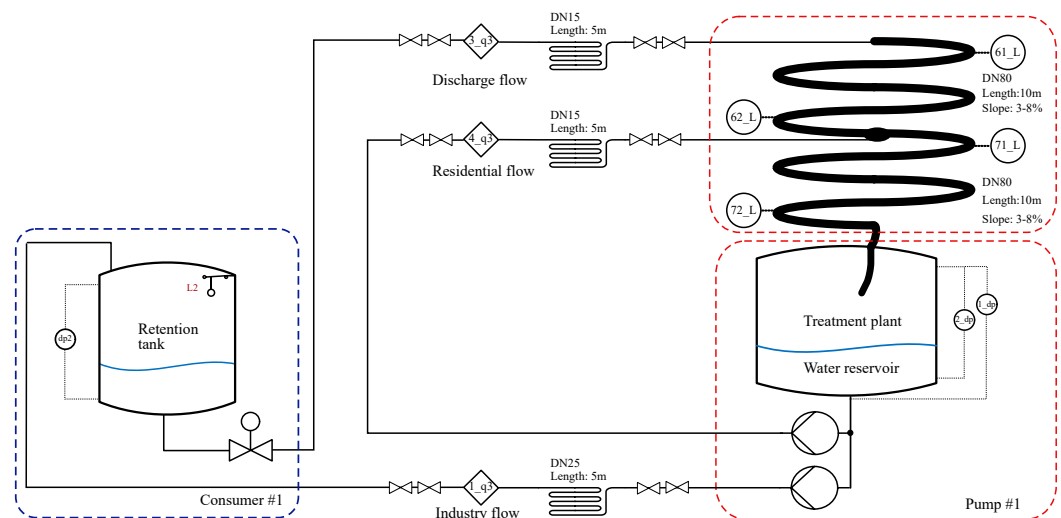 DN15
Length: 5m
3_q3
Discharge flow
61_L
DN80
Length:10m
Slope: 3-8%
62_L
DN15
Length: 5m
4_q3
Residential flow
71_L
DN80
Length:10m
Slope: 3-8%
72_L
L2
dp2
Retention
tank
1_dp
2_dp
Treatment plant
Water reservoir
DN25
Length: 5m
1_q3
Industry flow
Consumer #1
Pump #1